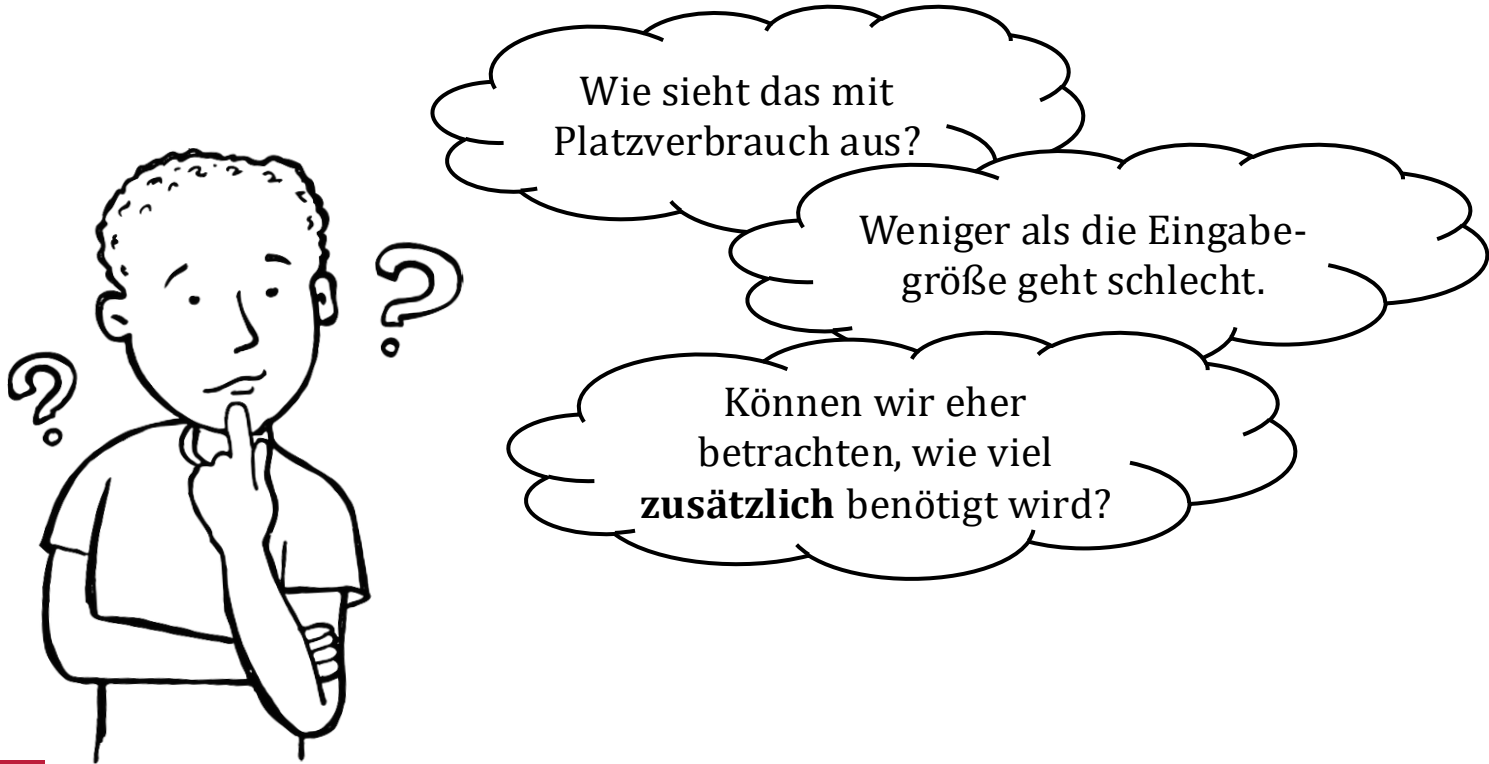 Wie sieht das mit
Platzverbrauch aus?
Weniger als die Eingabe-
größe geht schlecht.
Können wir eher
betrachten, wie viel
zusätzlich benötigt wird?